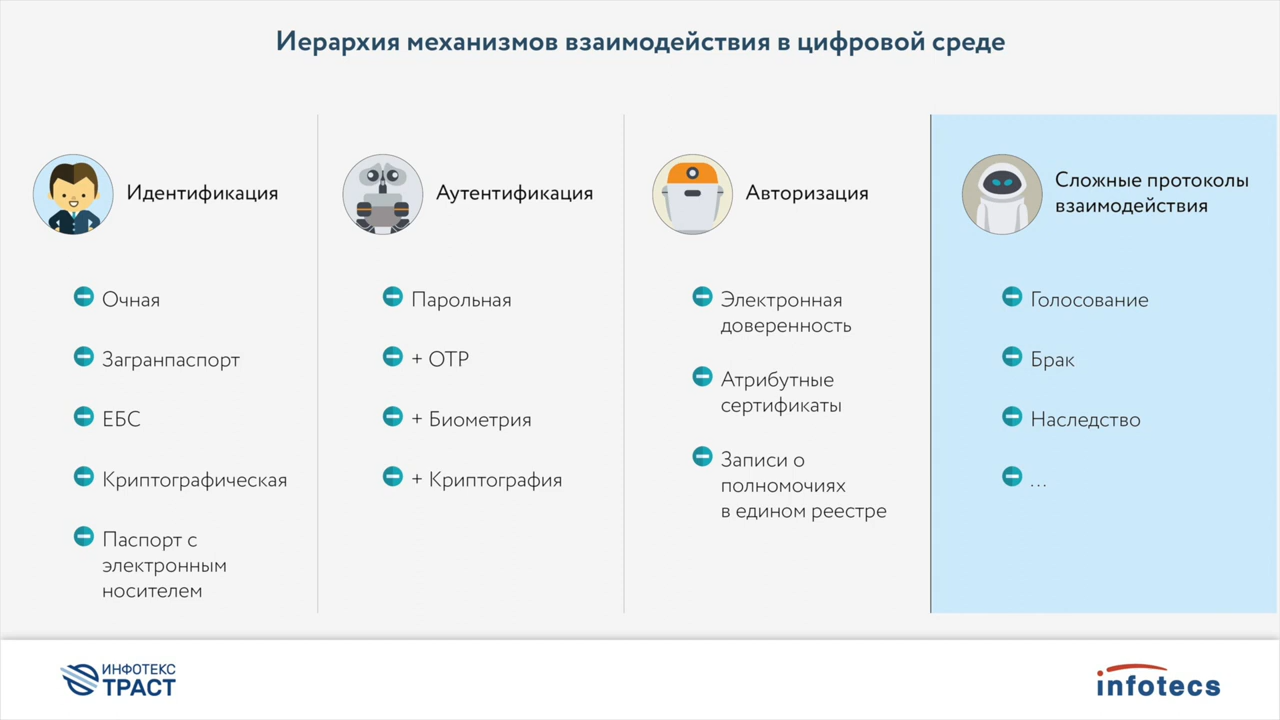 Иерархия механизмов взаимодействия в цифровой среде
Идентификация
Очная
Загранпаспорт
ЕБС
Криптографическая
Паспорт с
электронным
носителем
Аутентификация
Парольная
+ OTP
+ Биометрия
+ Криптография
Авторизация
Электронная
доверенность
Атрибутные
сертификаты
Записи о
полномочиях
в едином реестре
Сложные протоколы
взаимодействия
Голосование
Брак
Наследство
...
ИНФОТЕКС
ТРАСТ
infotecs